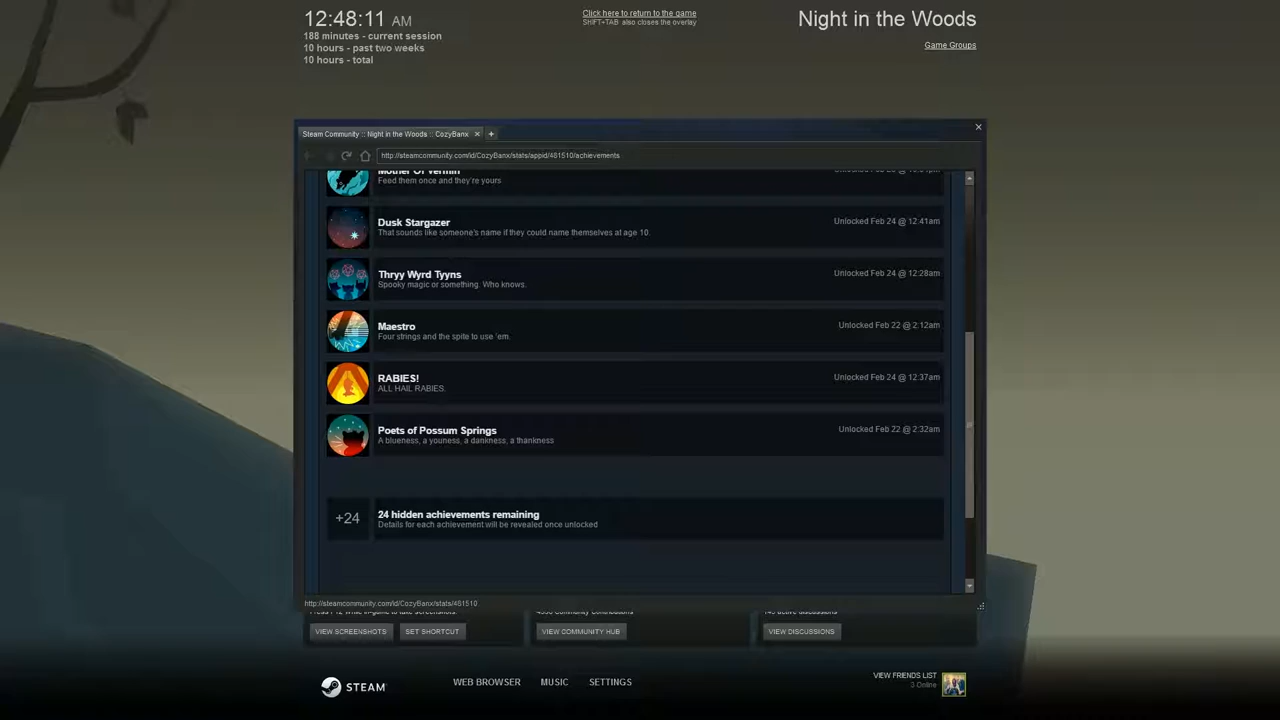 12:48:11 AM
188 minutes - current session
10 hours - past two weeks
10 hours - total
Click here to return to the game
SHIFT+TAB also closes the overlay
Night in the Woods
Game Groups
Steam Community :: Night in the Woods :: CozyBanx
http://steamcommunity.com/id/CozyBanx/stats/appid/481510/achievements
Mother Of Vermin
Feed them once and they're yours
Dusk Stargazer
Unlocked Feb 24 @ 12:41am
That sounds like someone's name if they could name themselves at age 10.
Thryy Wyrd Tyyns
Unlocked Feb 24 @ 12:28am
Spooky magic or something. Who knows.
Maestro
Unlocked Feb 22 @ 2:12am
Four strings and the spite to use 'em.
RABIES!
Unlocked Feb 24 @ 12:37am
ALL HAIL RABIES.
Poets of Possum Springs
Unlocked Feb 22 @ 2:32am
A blueness, a youness, a dankness, a thankness
+24
24 hidden achievements remaining
Details for each achievement will be revealed once unlocked
http://steamcommunity.com/id/CozyBanx/stats/481510
VIEW SCREENSHOTS
SET SHORTCUT
VIEW COMMUNITY HUB
VIEW DISCUSSIONS
STEAM
WEB BROWSER
MUSIC
SETTINGS
VIEW FRIENDS LIST
3 Online